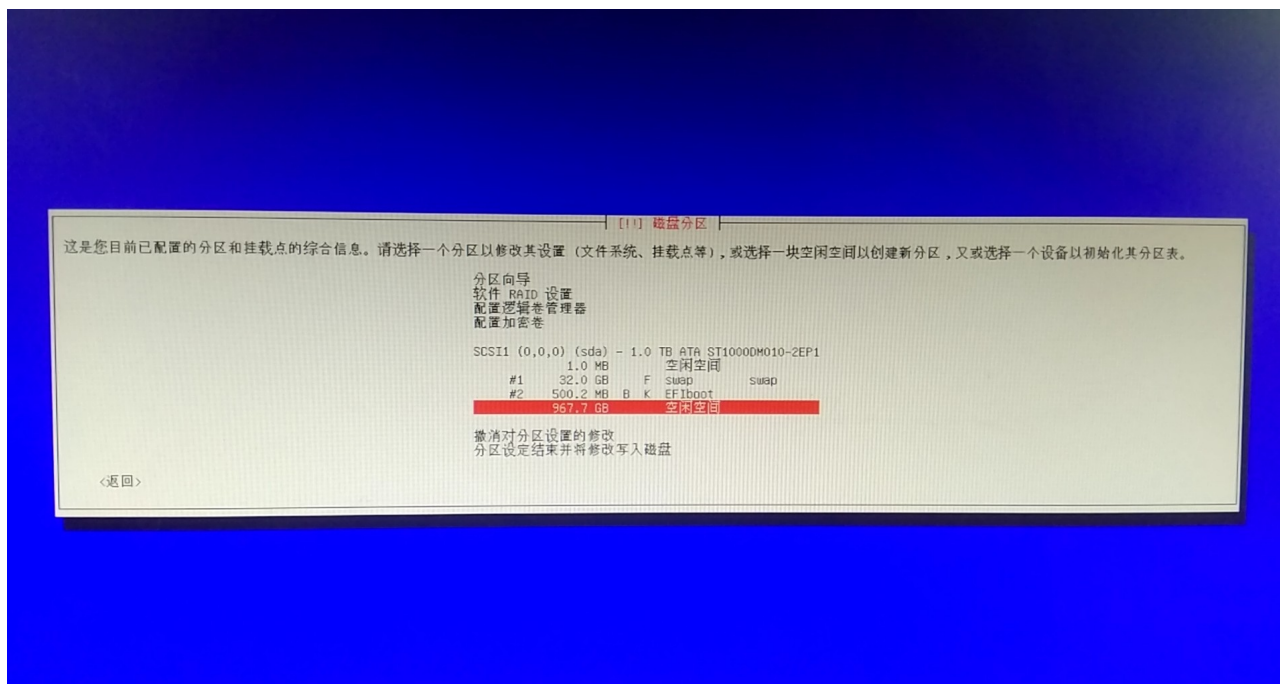 [!!] 磁盘分区
这是您目前已配置的分区和挂载点的综合信息。请选择一个分区以修改其设置（文件系统、挂载点等），或选择一块空闲空间以创建新分区，又或选择一个设备以初始化其分区表。
分区向导
软件 RAID 设置
配置逻辑卷管理器
配置加密卷
SCSI1 (0,0,0) (sda) - 1.0 TB ATA ST1000DM010-2EP1
1.0 MB 空闲空间
#1 32.0 GB F swap swap
#2 500.2 MB B K EFIboot
967.7 GB 空闲空间
撤消对分区设置的修改
分区设定结束并将修改写入磁盘
<返回>